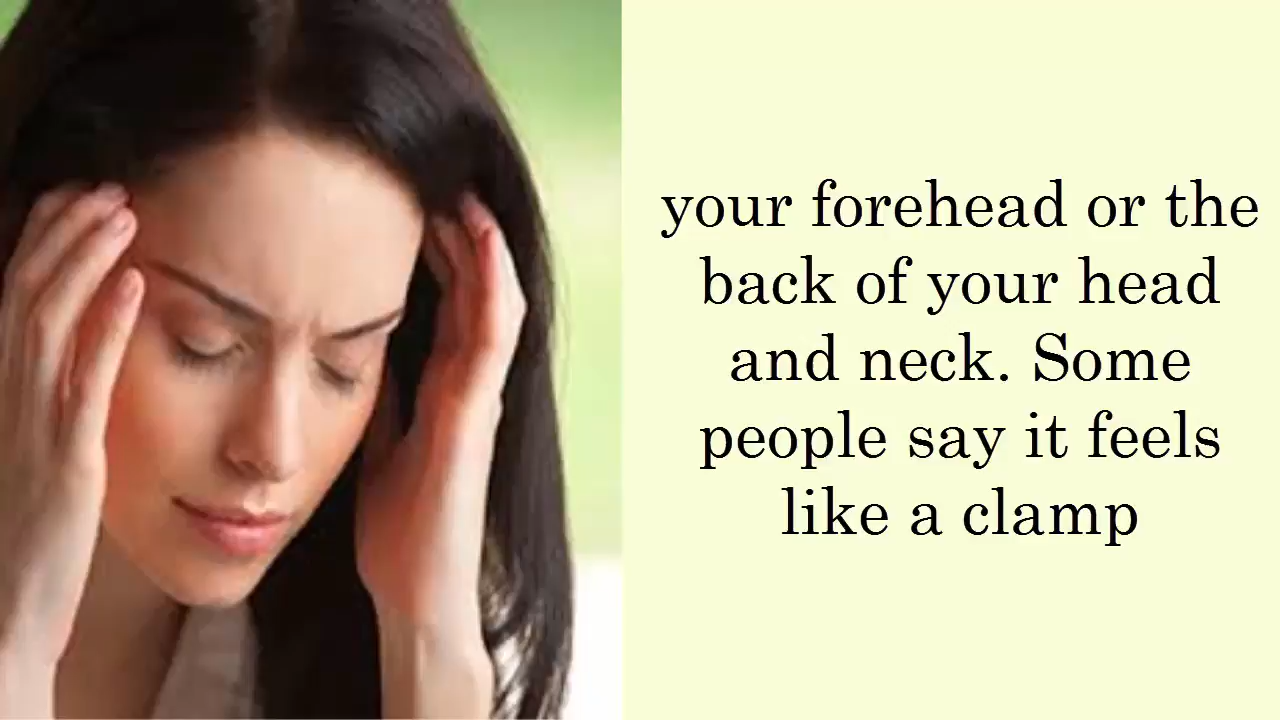 your forehead or the
back of your head
and neck. Some
people say it feels
like a clamp